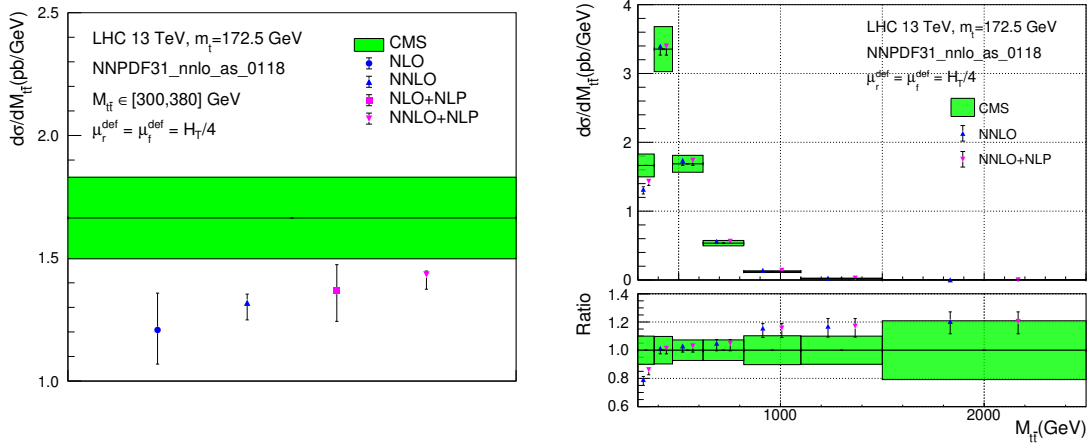 LHC 13 TeV, mₜ=172.5 GeV
NNPDF31_nnlo_as_0118
M_tt̄ ∈ [300,380] GeV
μ_r^def = μ_f^def = H_T/4
CMS
NLO
NNLO
NLO+NLP
NNLO+NLP
dσ/dM_tt̄(pb/GeV)
2.5
2.0
1.5
1.0
LHC 13 TeV, mₜ=172.5 GeV
NNPDF31_nnlo_as_0118
μ_r^def = μ_f^def = H_T/4
CMS
NNLO
NNLO+NLP
dσ/dM_tt̄(pb/GeV)
4
3
2
1
0
Ratio
1.4
1.2
1.0
0.8
0.6
1000
2000
M_tt̄(GeV)